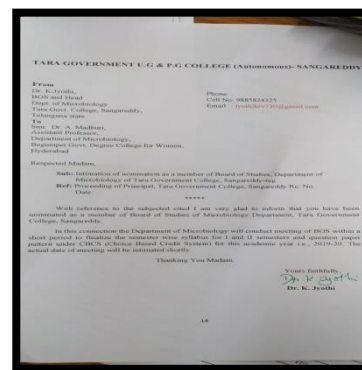 TARA GOVERNMENT U.G & P.G COLLEGE (Autonomous)- SANGAREDDY
From
Dr. K.Jyothi,
BOS and Head
Dept. of Microbiology
Tara Govt. College, Sangareddy,
Telangana state.
Phone:
Cell No: 9885824325
Email :
To
Smt. Dr. A. Madhuri,
Assistant Professor,
Department of Microbiology,
Begumpet Govt. Degree College for Women,
Hyderabad
Respected Madam,
Sub: Intimation of nomination as a member of Board of Studies, Department of
Microbiology of Tara Government College, Sangareddy-reg
Ref: Proceeding of Principal, Tara Government College, Sangareddy Rc. No.
Date:
*****
With reference to the subjected cited I am very glad to inform that you have been
nominated as a member of Board of Studies of Microbiology Department, Tara Government
College, Sangareddy.
In this connection the Department of Microbiology will conduct meeting of BOS within a
short period to finalize the semester wise syllabus for I and II semesters and question paper
pattern under CBCS (Choice Based Credit System) for this academic year i.e., 2019-20. The
actual date of meeting will be intimated shortly.
Thanking You Madam.
Yours faithfully,
Dr. K. Jyothi
Dr. K. Jyothi